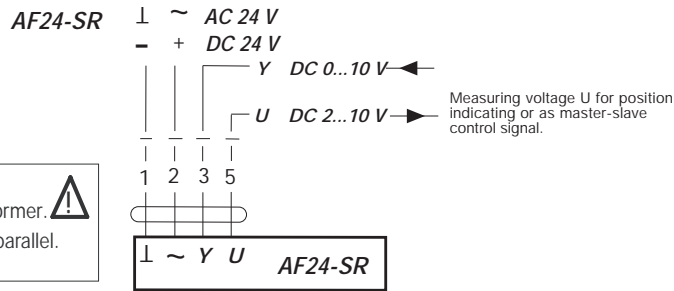 AF24-SR ⊥ ~ AC 24 V
– + DC 24 V
Y DC 0...10 V
U DC 2...10 V
Measuring voltage U for position
indicating or as master-slave
control signal.
1 2 3 5
ormer.
parallel.
⊥ ~ Y U AF24-SR